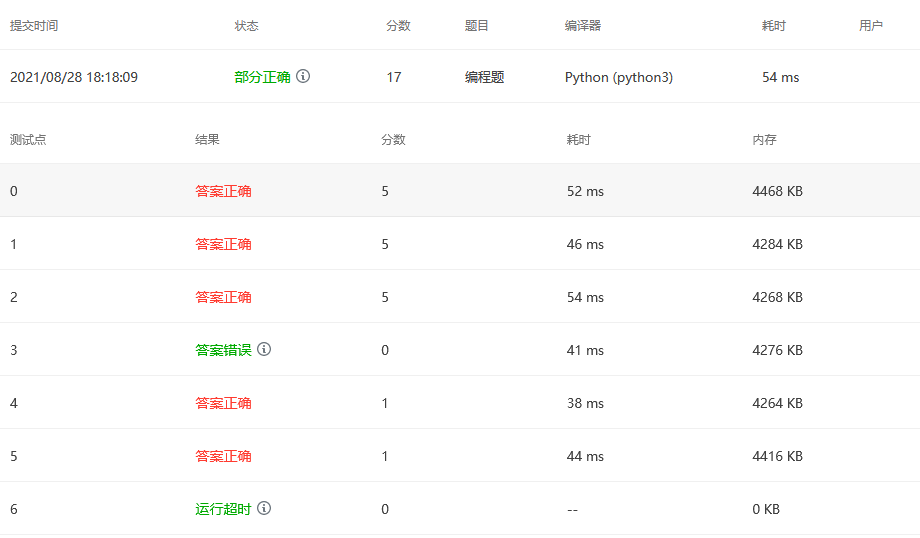 提交时间 状态 分数 题目 编译器 耗时 用户
2021/08/28 18:18:09 部分正确 17 编程题 Python (python3) 54 ms
测试点 结果 分数 耗时 内存
0 答案正确 5 52 ms 4468 KB
1 答案正确 5 46 ms 4284 KB
2 答案正确 5 54 ms 4268 KB
3 答案错误 0 41 ms 4276 KB
4 答案正确 1 38 ms 4264 KB
5 答案正确 1 44 ms 4416 KB
6 运行超时 0 -- 0 KB